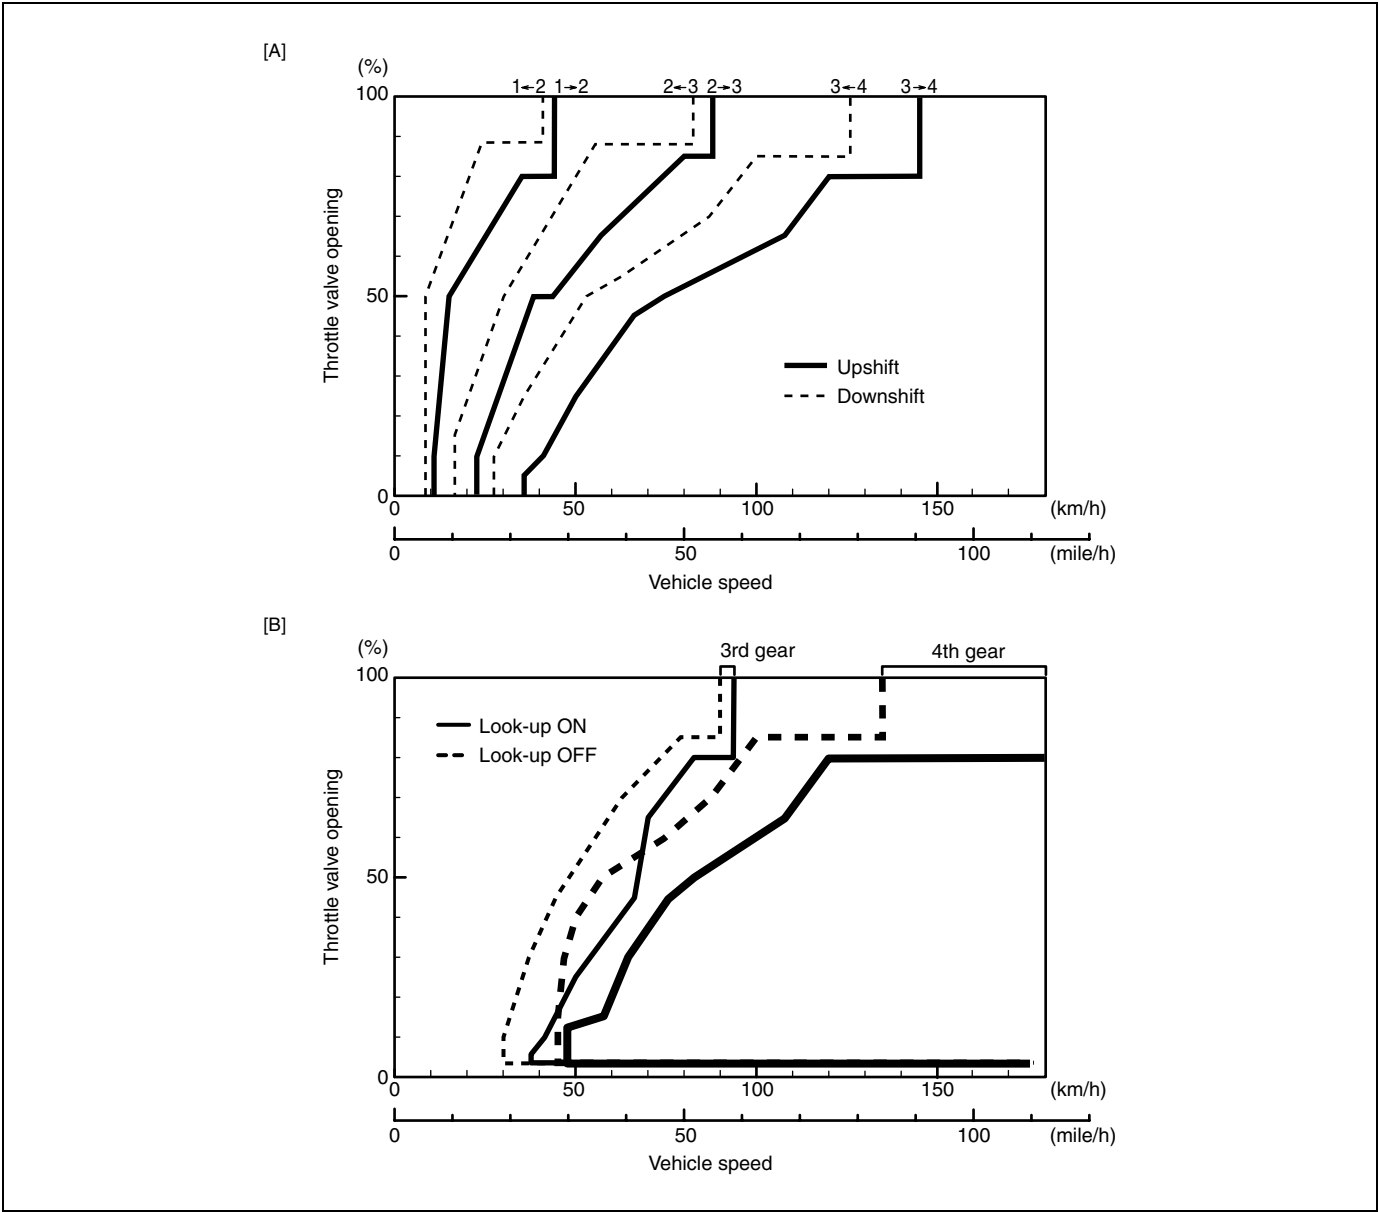 [A]
(%)
1←2 1→2 2←3 2→3 3←4 3→4
100
Throttle valve opening
50
Upshift
Downshift
0
0 50 100 150 (km/h)
0 50 100 (mile/h)
Vehicle speed
[B]
(%)
3rd gear 4th gear
100
Look-up ON
Look-up OFF
Throttle valve opening
50
0
0 50 100 150 (km/h)
0 50 100 (mile/h)
Vehicle speed